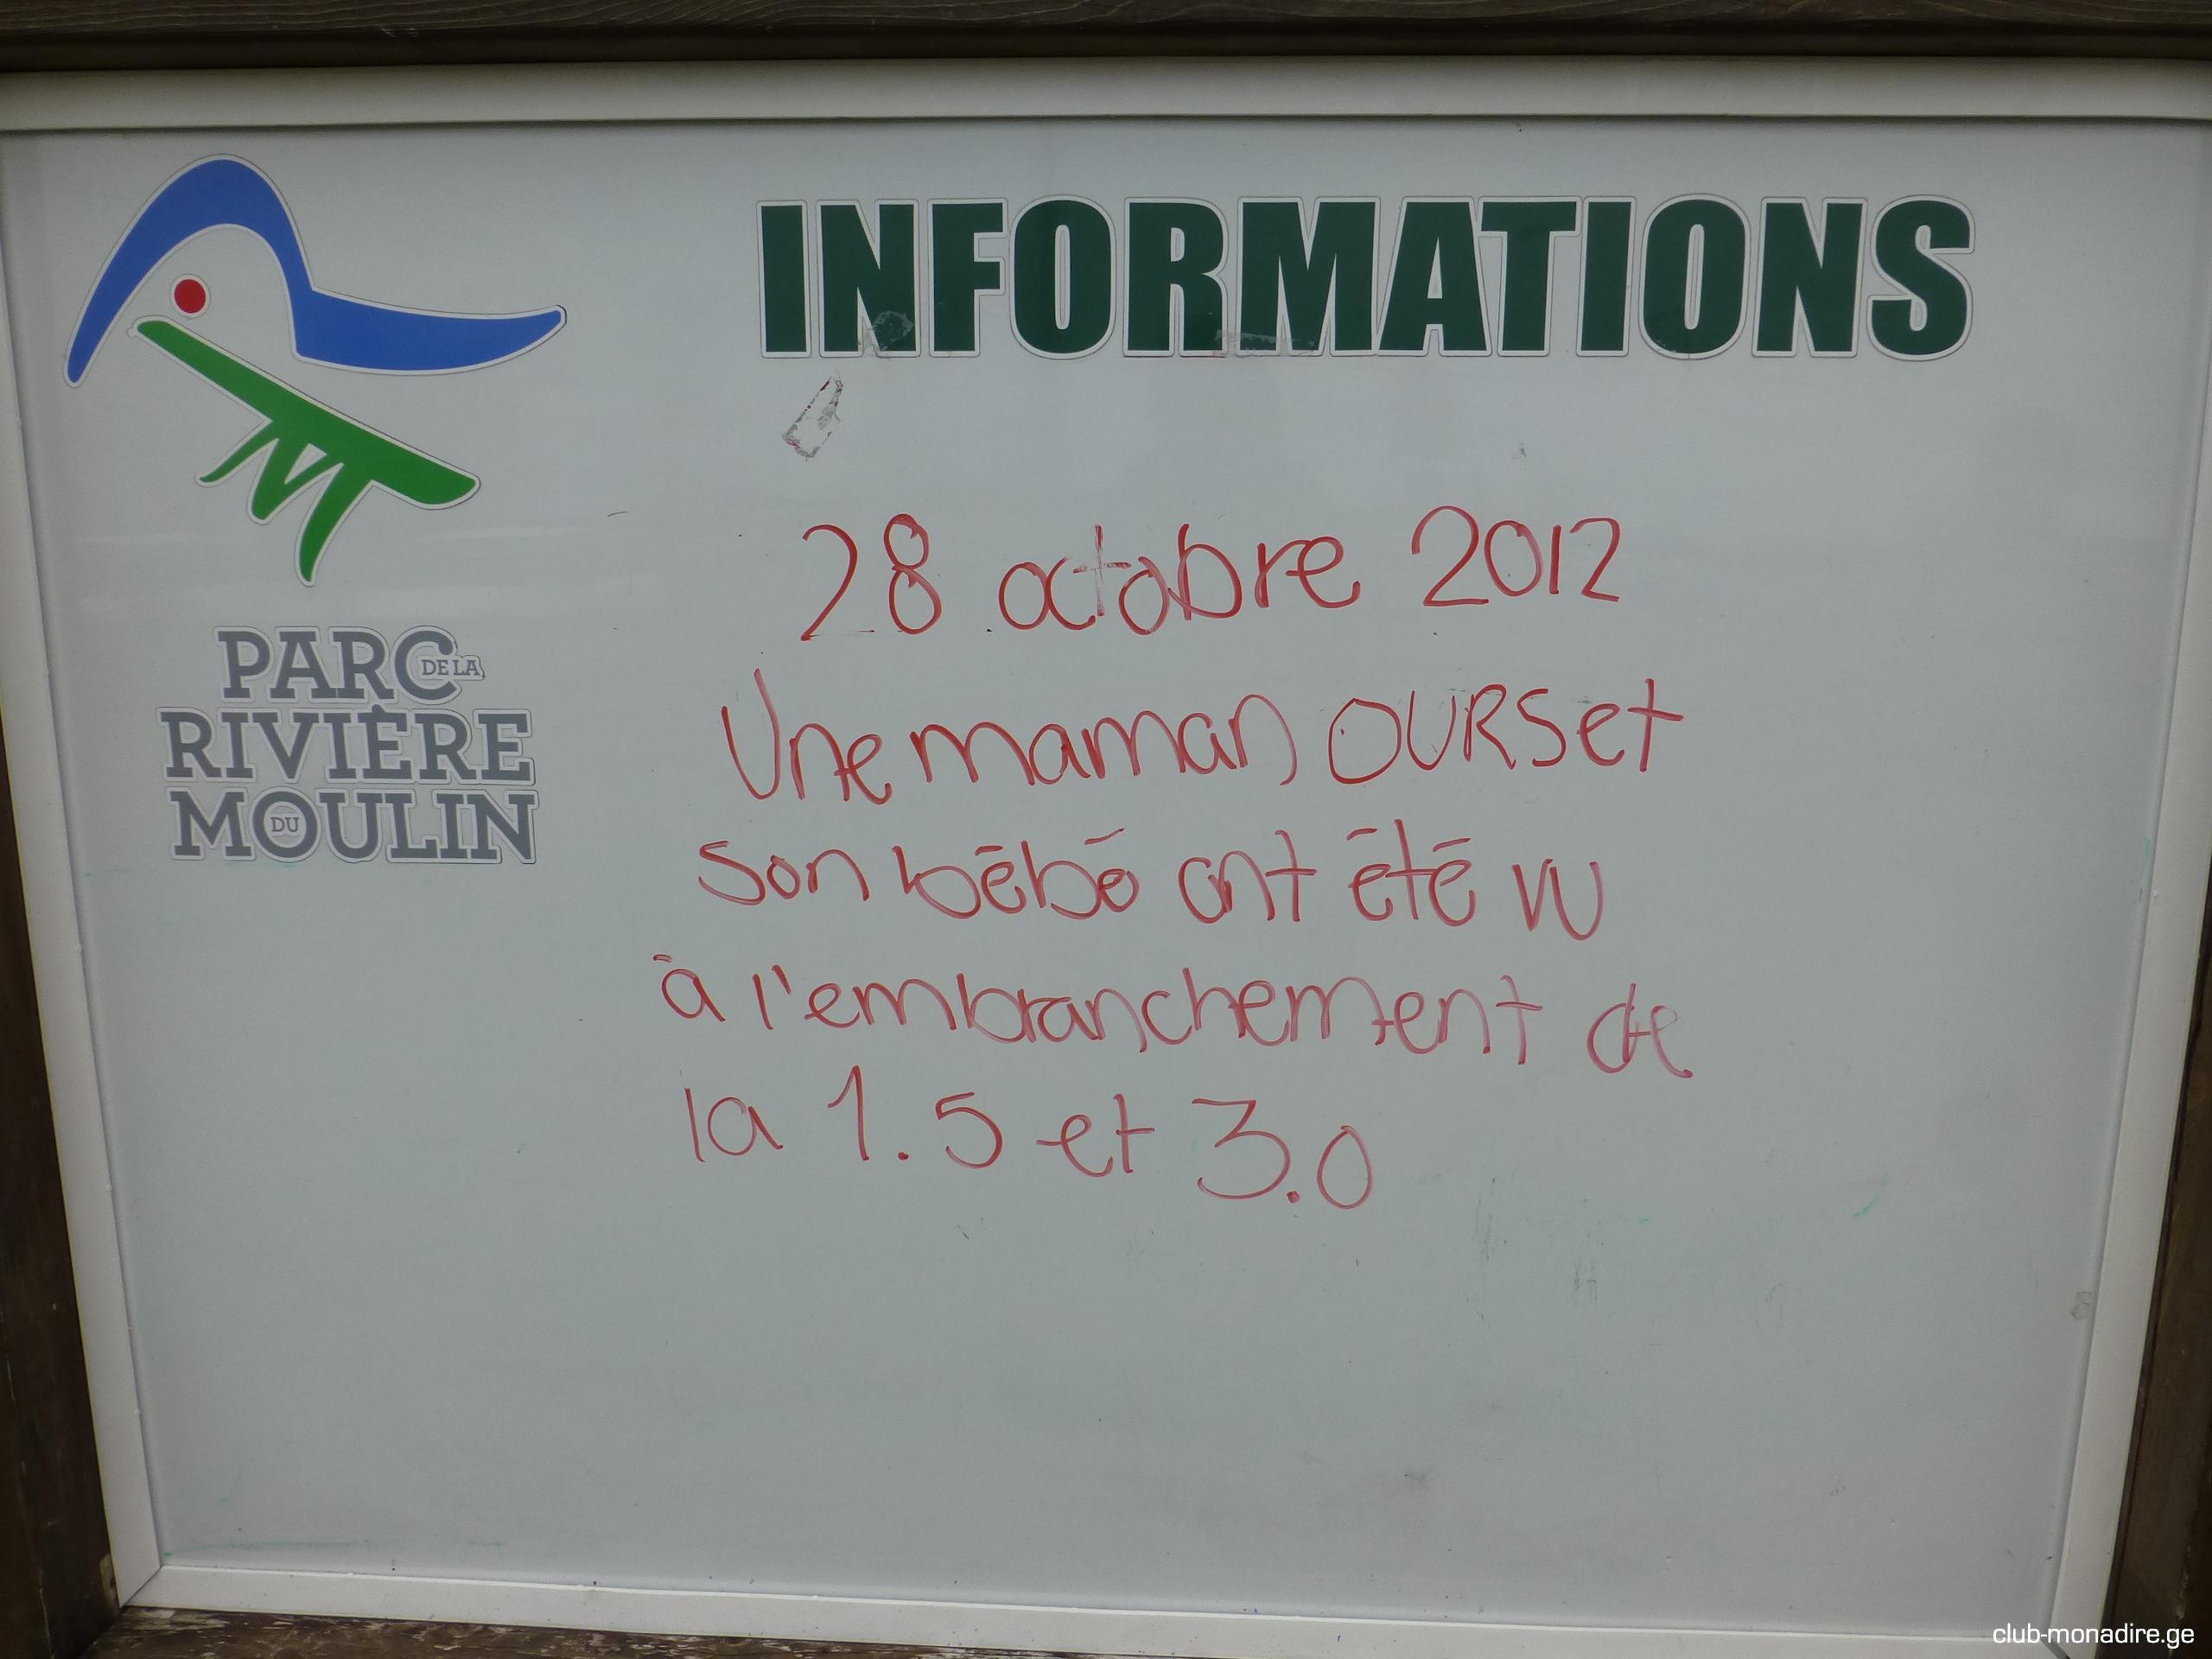 INFORMATIONS
PARC DE LA
RIVIÈRE
MOULIN DU
28 octobre 2012
Une maman OURS et
son bébé ont été vu
à l'embranchement de
la 1.5 et 3.0
club-monadire.ge